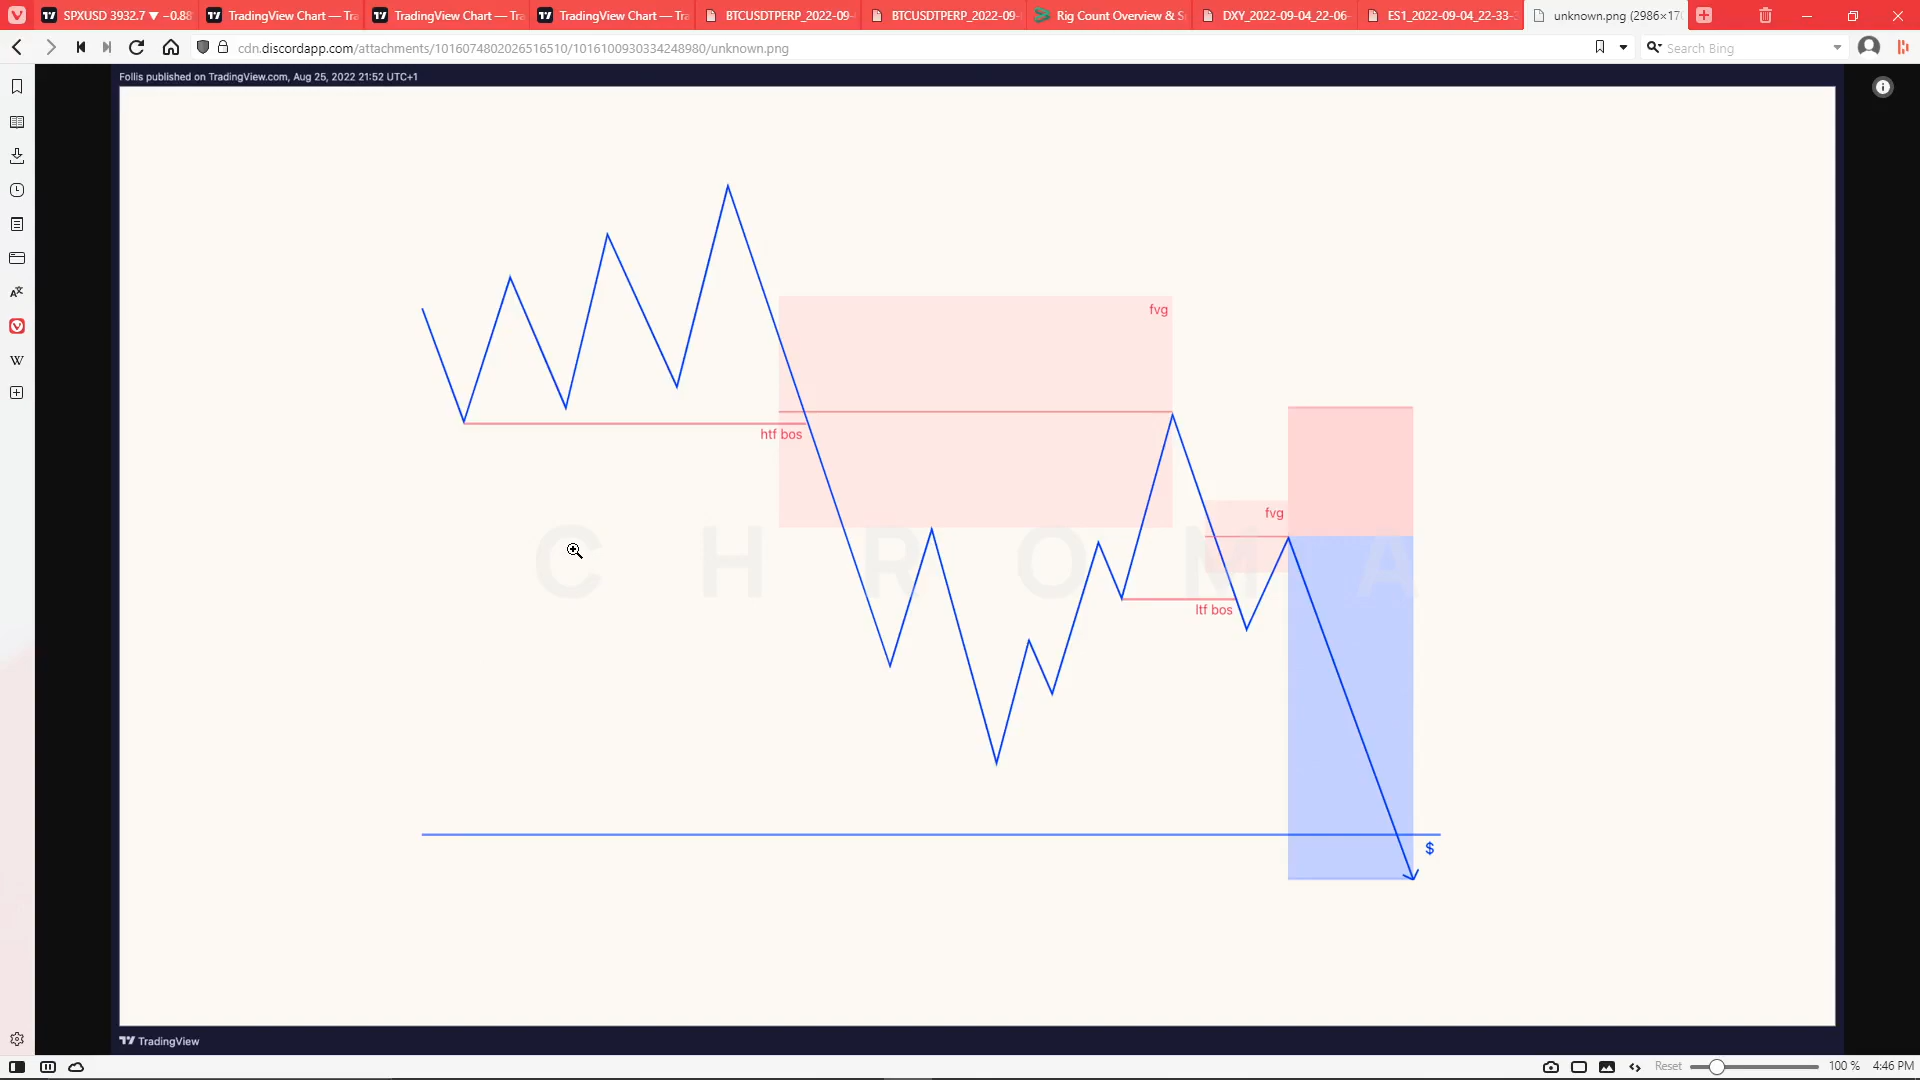 SPXUSD 3932.7 ▼ −0.88
TradingView Chart — Tra
TradingView Chart — Tra
TradingView Chart — Tra
BTCUSDTPERP_2022-09-
BTCUSDTPERP_2022-09-
Rig Count Overview & S
DXY_2022-09-04_22-06-
ES1_2022-09-04_22-33-
unknown.png (2986×17
cdn.discordapp.com/attachments/1016074802026516510/1016100930334248980/unknown.png
Search Bing
Follis published on TradingView.com, Aug 25, 2022 21:52 UTC+1
fvg
htf bos
fvg
C H R O M A
ltf bos
$
TradingView
Reset
100 %
4:46 PM